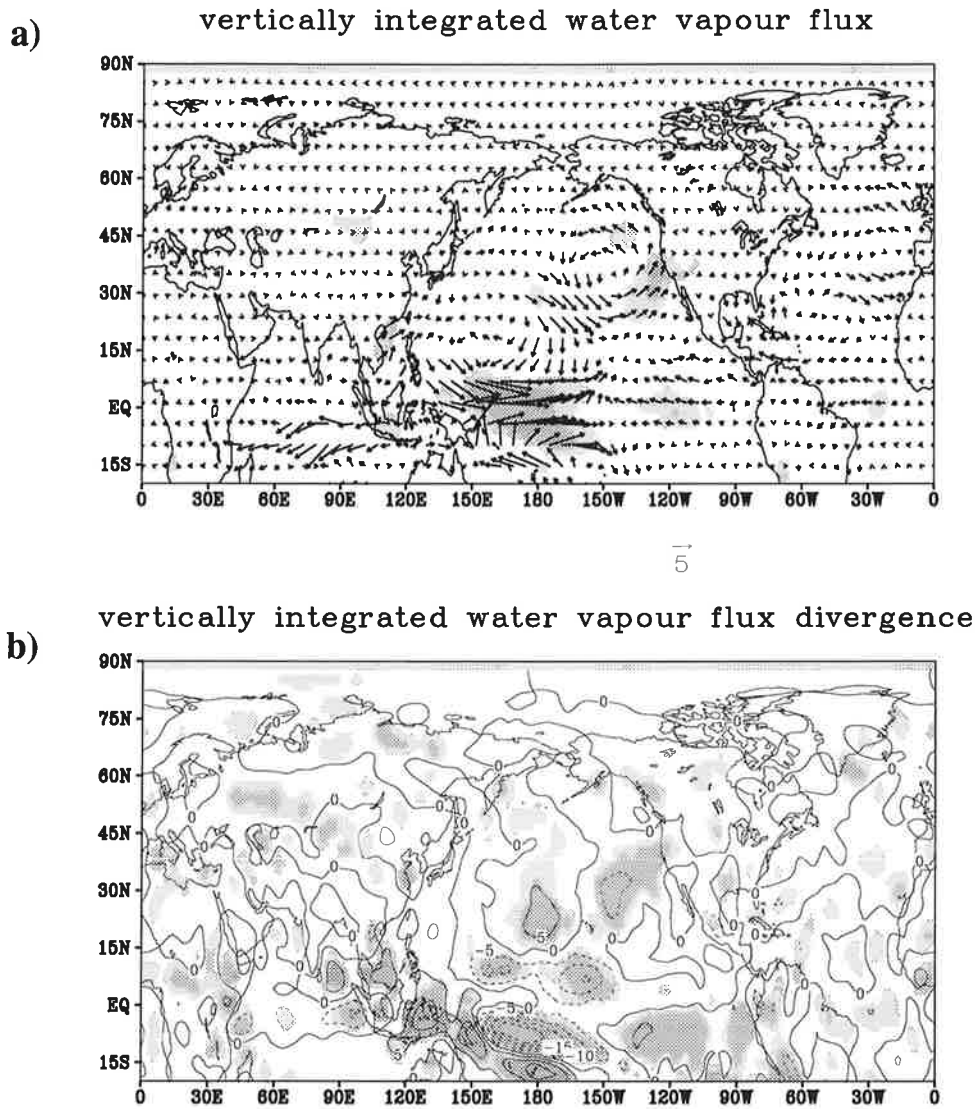 a)
vertically integrated water vapour flux
90N
75N
60N
45N
30N
15N
EQ
15S
0 30E 60E 90E 120E 150E 180 150W 120W 90W 60W 30W 0
5
b)
vertically integrated water vapour flux divergence
90N
75N
60N
45N
30N
15N
EQ
15S
0 30E 60E 90E 120E 150E 180 150W 120W 90W 60W 30W 0